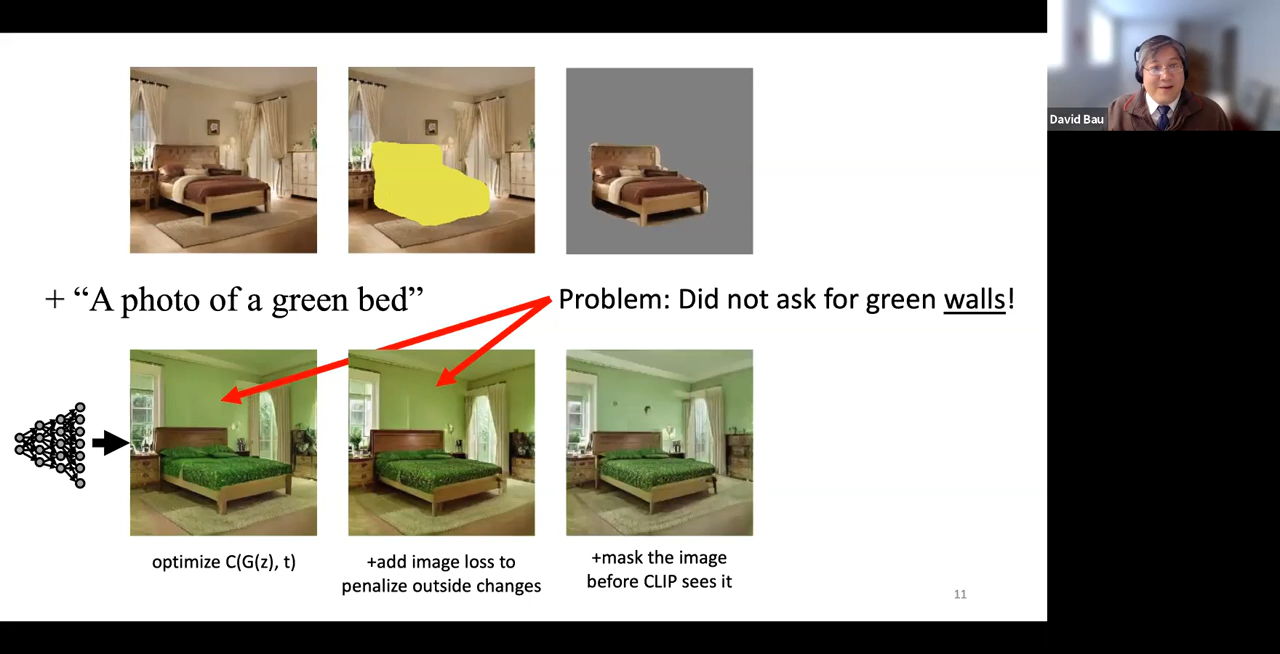 David Bau
+ “A photo of a green bed”
Problem: Did not ask for green walls!
optimize C(G(z), t)
+add image loss to
penalize outside changes
+mask the image
before CLIP sees it
11